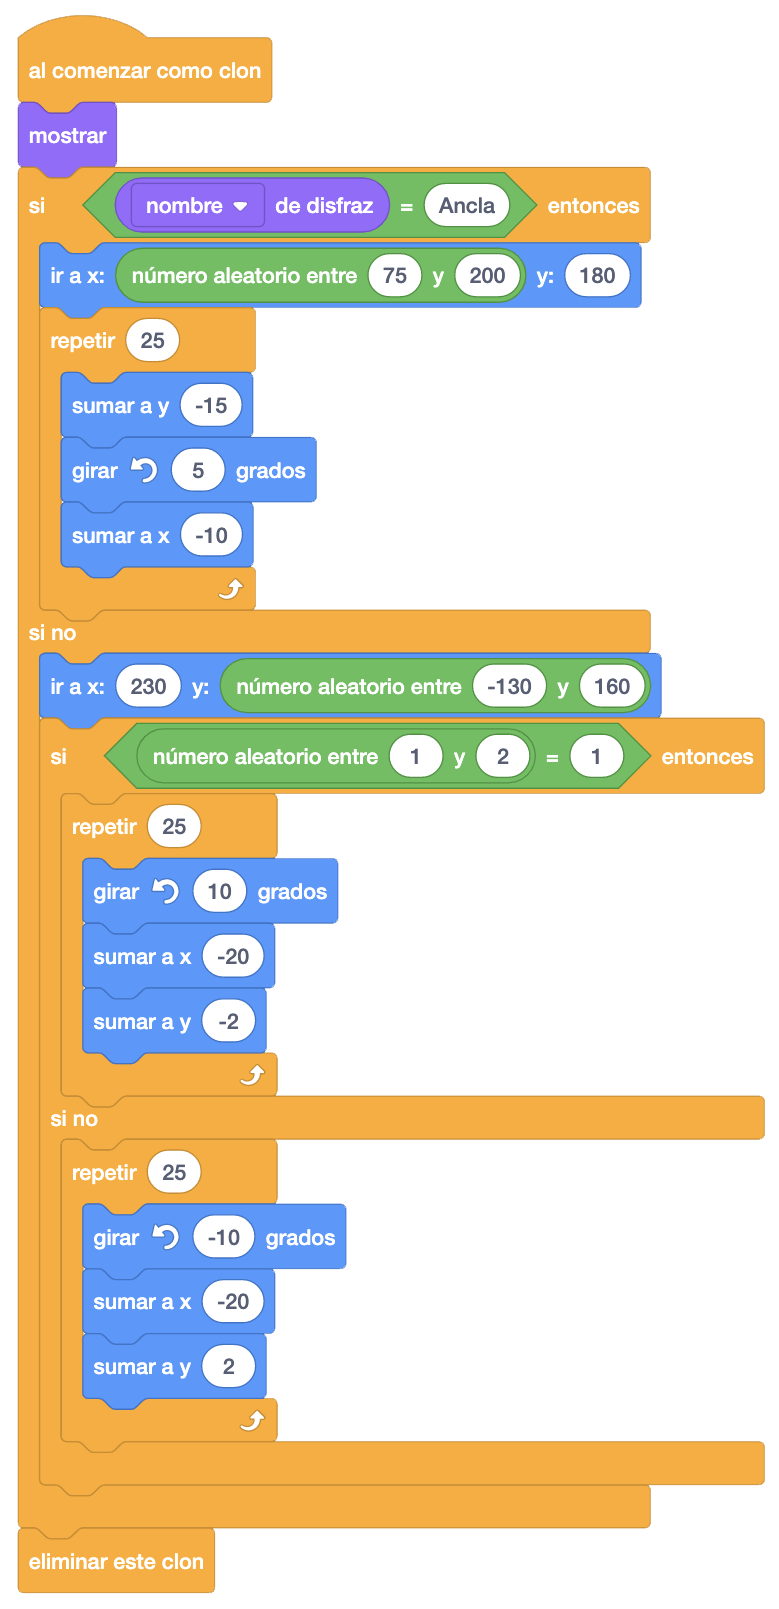 al comenzar como clon
mostrar
si nombre de disfraz = Ancla entonces
ir a x: número aleatorio entre 75 y 200 y: 180
repetir 25
sumar a y -15
girar 5 grados
sumar a x -10
si no
ir a x: 230 y: número aleatorio entre -130 y 160
si número aleatorio entre 1 y 2 = 1 entonces
repetir 25
girar 10 grados
sumar a x -20
sumar a y -2
si no
repetir 25
girar -10 grados
sumar a x -20
sumar a y 2
eliminar este clon